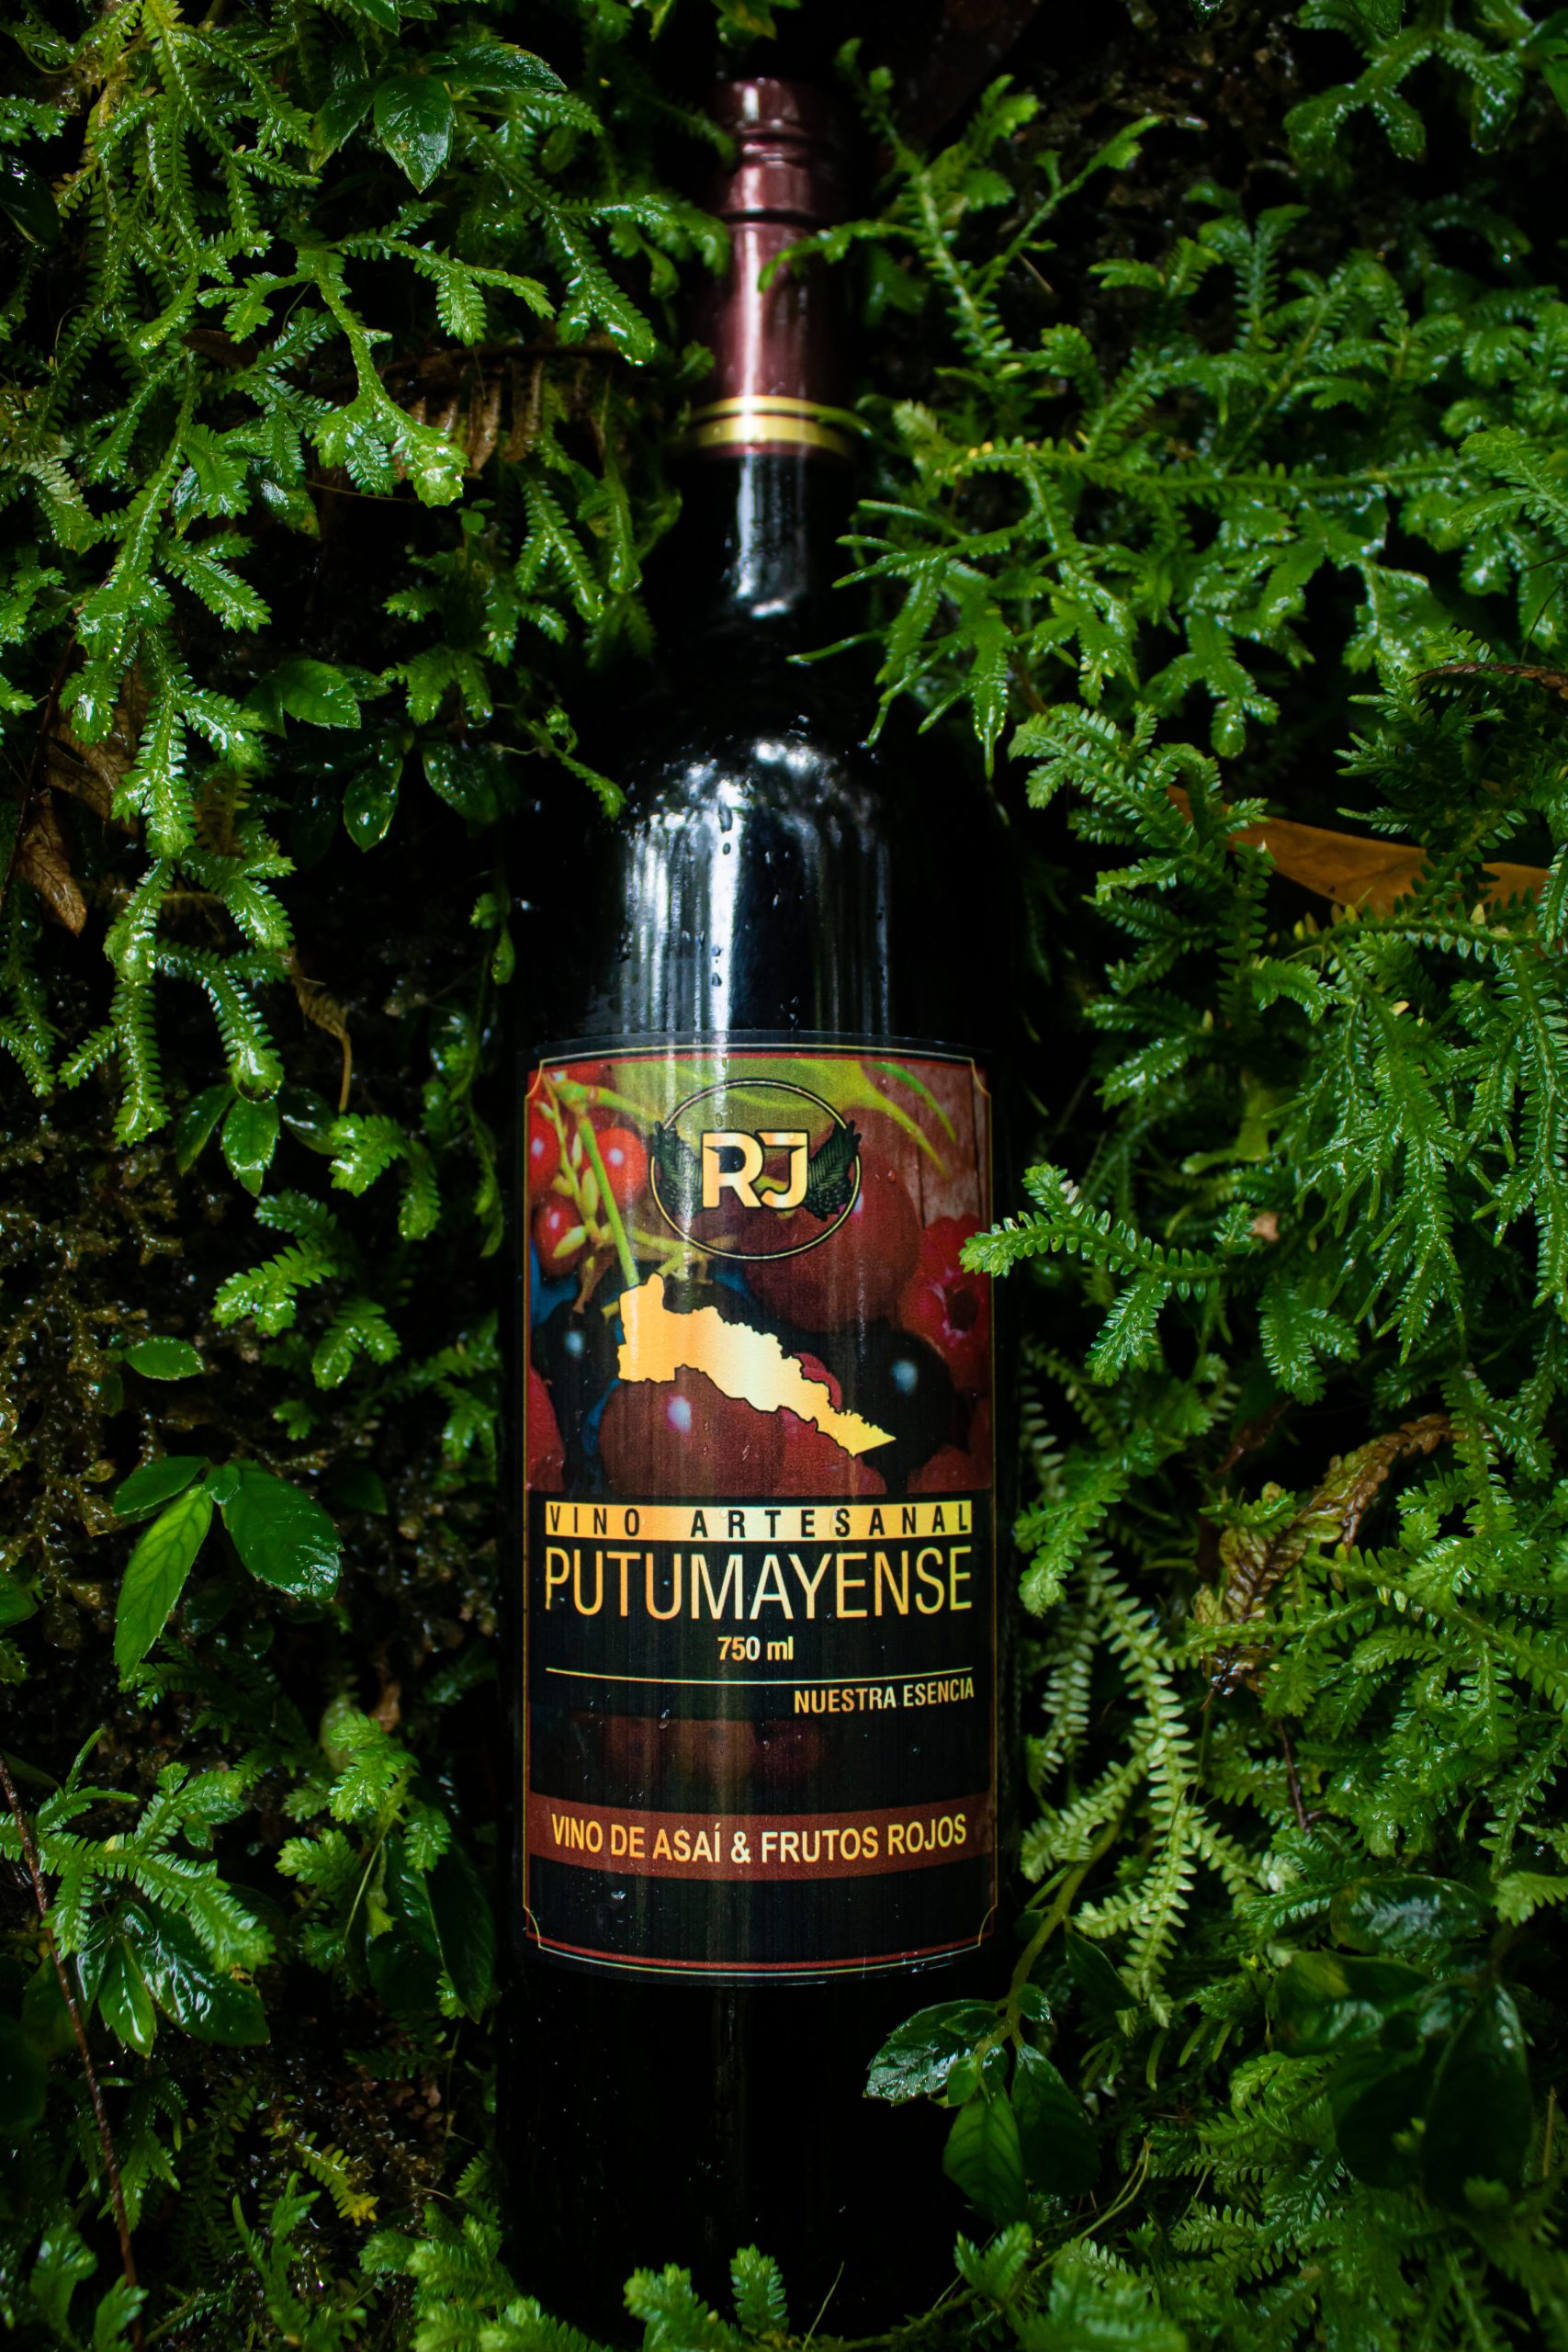 RJ
VINO ARTESANAL
PUTUMAYENSE
750 ml
NUESTRA ESENCIA
VINO DE ASAÍ & FRUTOS ROJOS